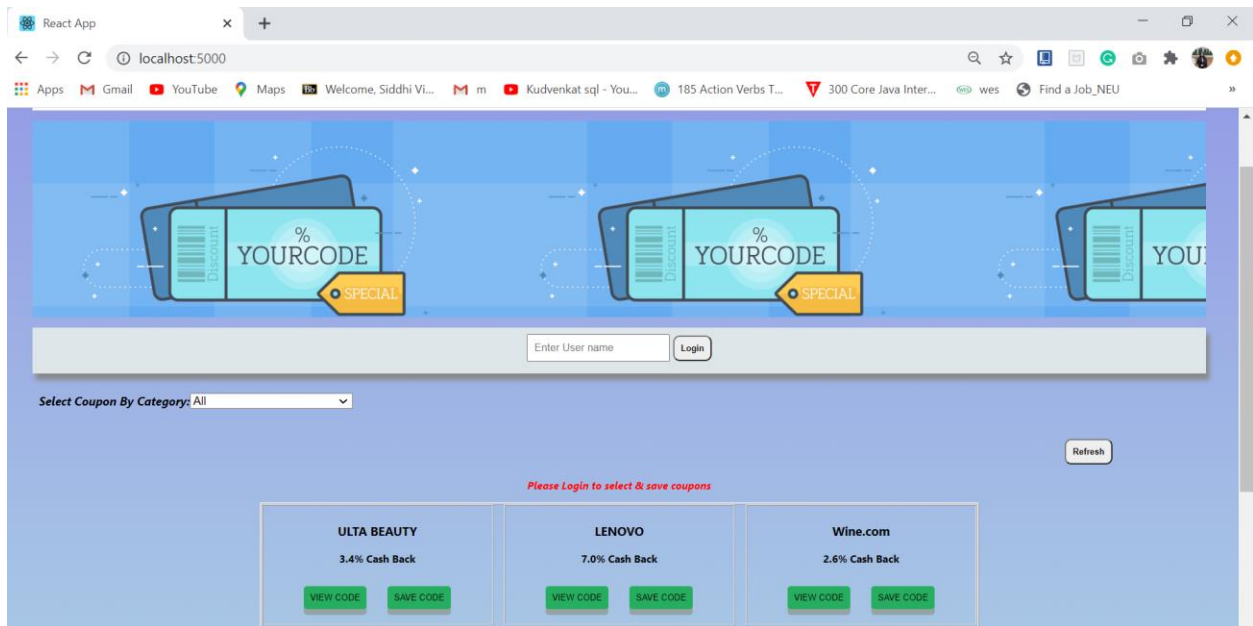 React App
localhost:5000
Apps Gmail YouTube Maps Bb Welcome, Siddhi Vi... m Kudvenkat sql - You... m 185 Action Verbs T... 300 Core Java Inter... wes Find a Job_NEU »
% % 
Discount YOURCODE Discount YOURCODE Discount YOU
SPECIAL SPECIAL
Enter User name Login
Select Coupon By Category: All
Refresh
Please Login to select & save coupons
ULTA BEAUTY LENOVO Wine.com
3.4% Cash Back 7.0% Cash Back 2.6% Cash Back
VIEW CODE SAVE CODE VIEW CODE SAVE CODE VIEW CODE SAVE CODE